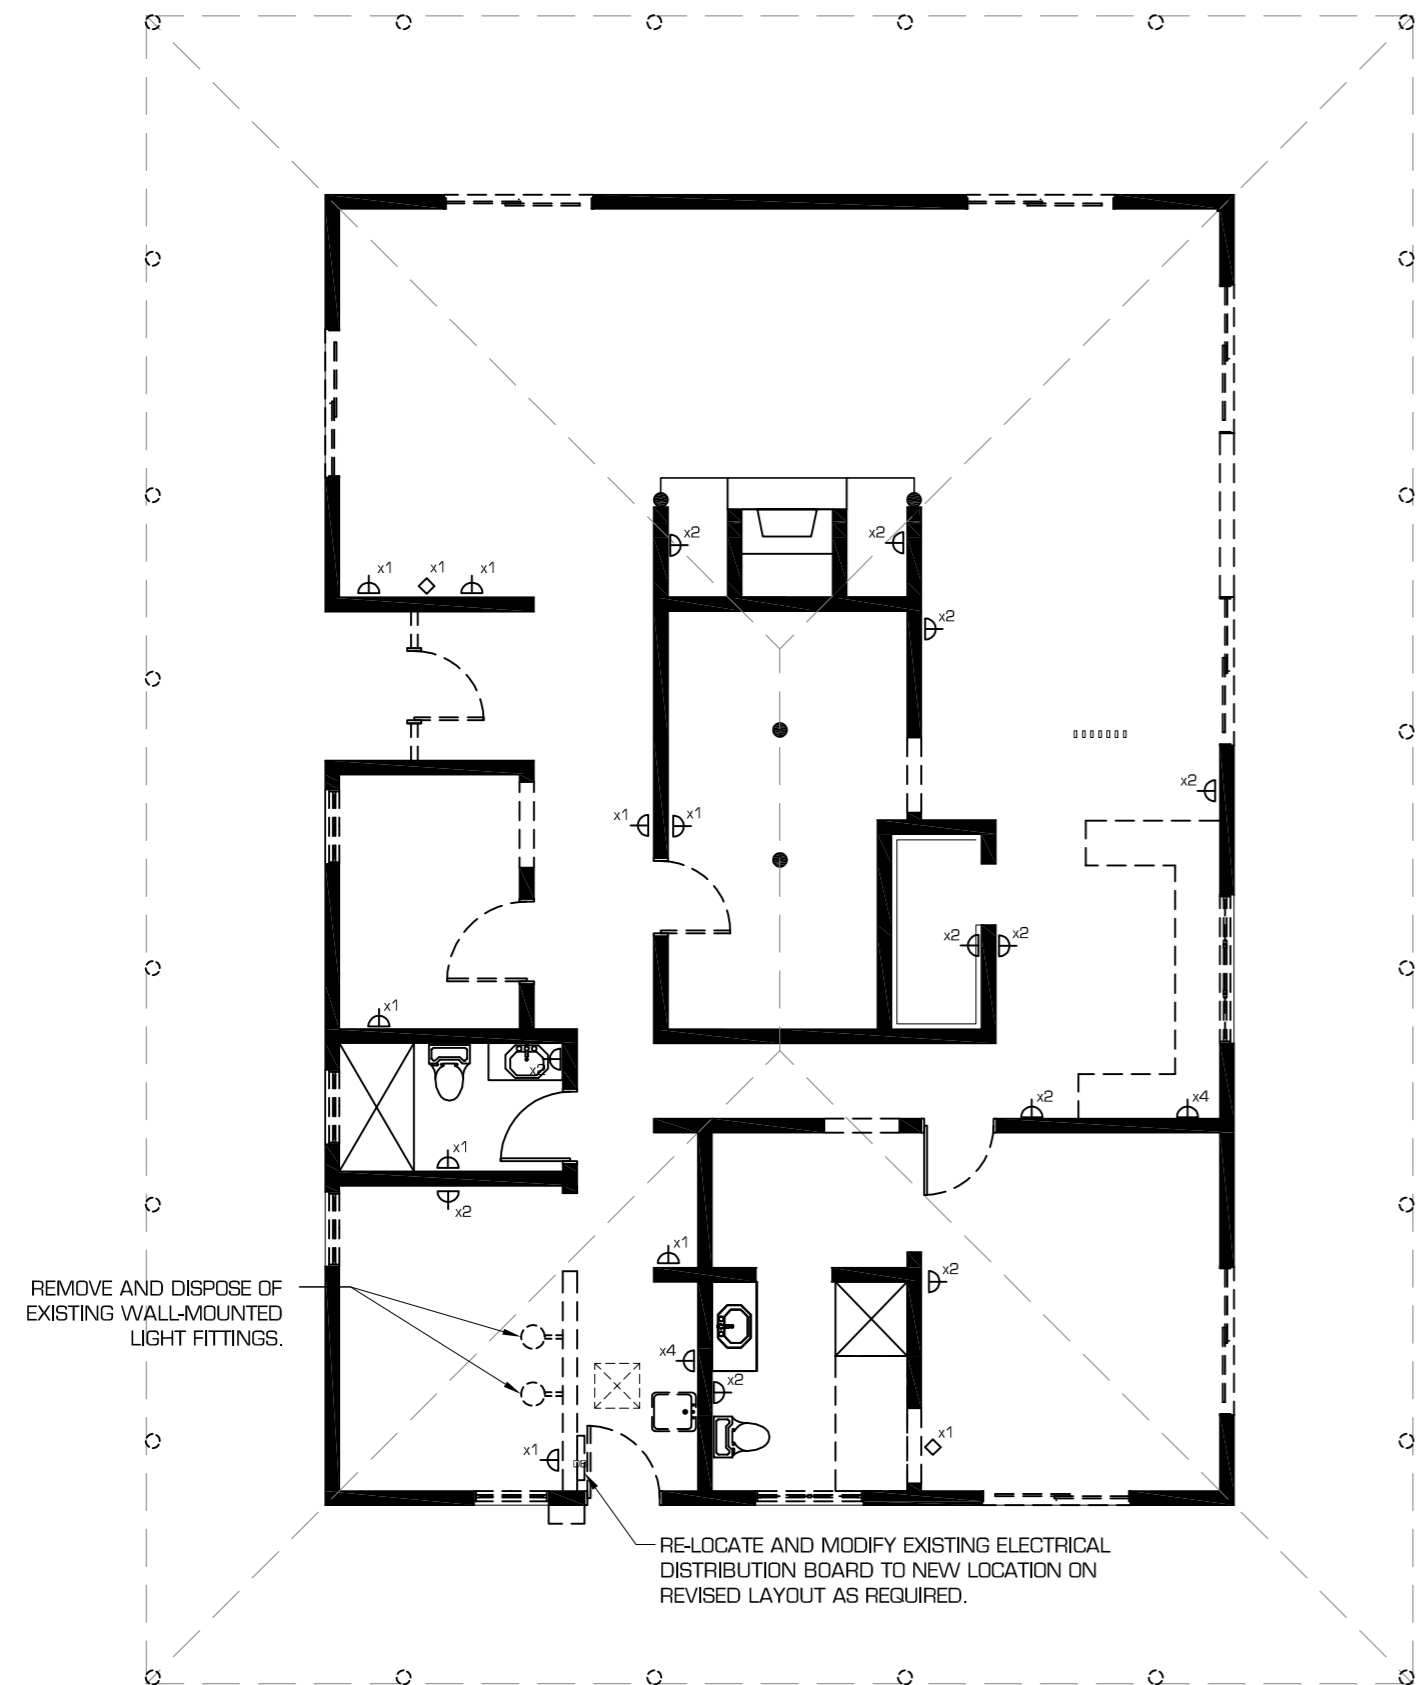 x2
x2
x1
x1
x1
x2
x2
x1
x1
x2
x2
x1
x2
x2
x4
x1
x2
x1
x2
REMOVE AND DISPOSE OF
EXISTING WALL-MOUNTED
LIGHT FITTINGS.
x4
x2
x1
x1
RE-LOCATE AND MODIFY EXISTING ELECTRICAL
DISTRIBUTION BOARD TO NEW LOCATION ON
REVISED LAYOUT AS REQUIRED.